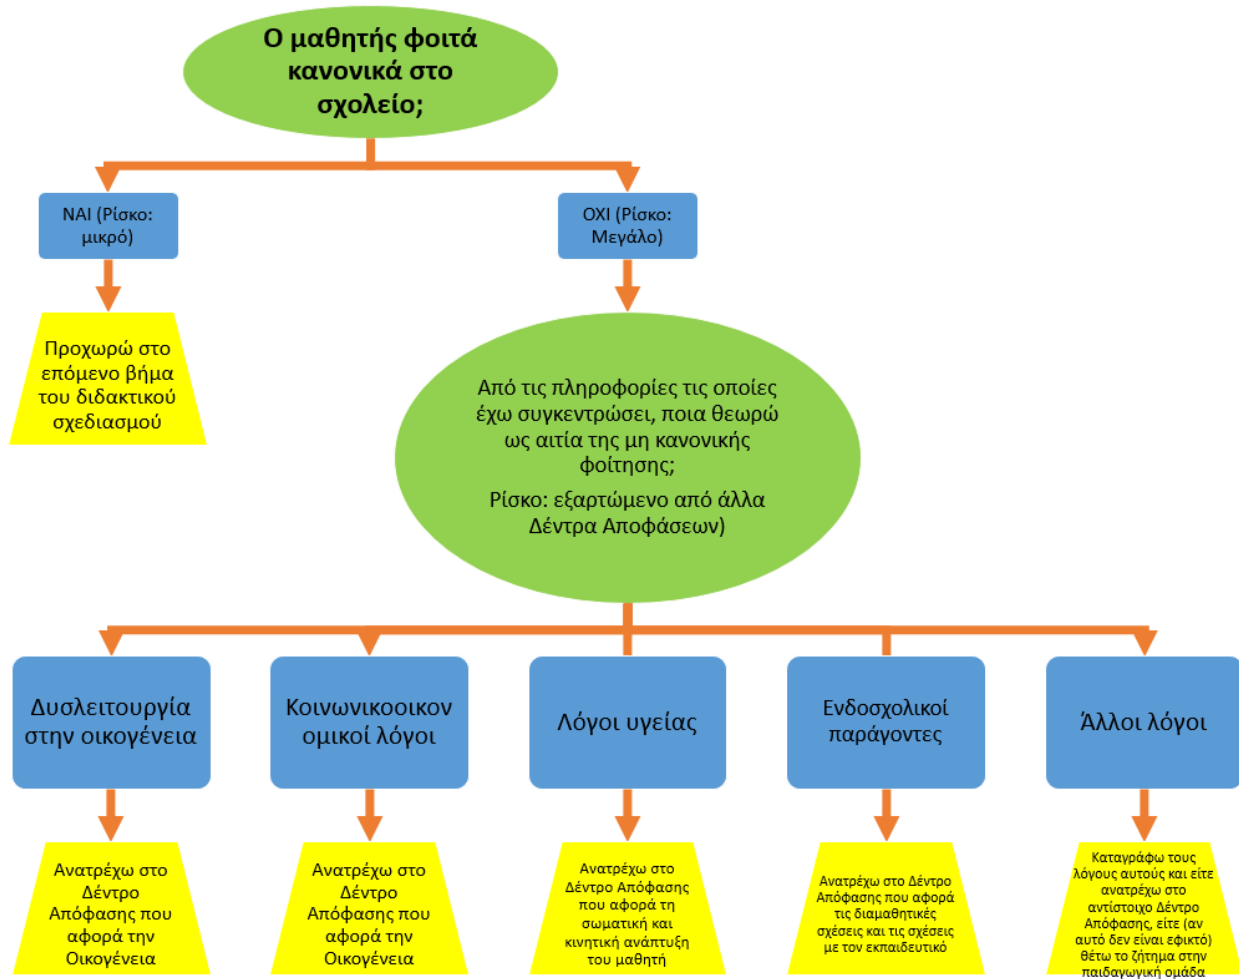 Ο μαθητής φοιτά
κανονικά στο
σχολείο;
ΝΑΙ (Ρίσκο:
μικρό)
ΟΧΙ (Ρίσκο:
Μεγάλο)
Προχωρώ στο
επόμενο βήμα
του διδακτικού
σχεδιασμού
Από τις πληροφορίες τις οποίες
έχω συγκεντρώσει, ποια θεωρώ
ως αιτία της μη κανονικής
φοίτησης;
Ρίσκο: εξαρτώμενο από άλλα
Δέντρα Αποφάσεων)
Δυσλειτουργία
στην οικογένεια
Κοινωνικοοικον
ομικοί λόγοι
Λόγοι υγείας
Ενδοσχολικοί
παράγοντες
Άλλοι λόγοι
Ανατρέχω στο
Δέντρο
Απόφασης που
αφορά την
Οικογένεια
Ανατρέχω στο
Δέντρο
Απόφασης που
αφορά την
Οικογένεια
Ανατρέχω στο
Δέντρο Απόφασης
που αφορά τη
σωματική και
κινητική ανάπτυξη
του μαθητή
Ανατρέχω στο Δέντρο
Απόφασης που αφορά
τις διαμαθητικές
σχέσεις και τις σχέσεις
με τον εκπαιδευτικό
Καταγράφω τους
λόγους αυτούς και είτε
ανατρέχω στο
αντίστοιχο Δέντρο
Απόφασης, είτε (αν
αυτό δεν είναι εφικτό)
θέτω το ζήτημα στην
παιδαγωγική ομάδα